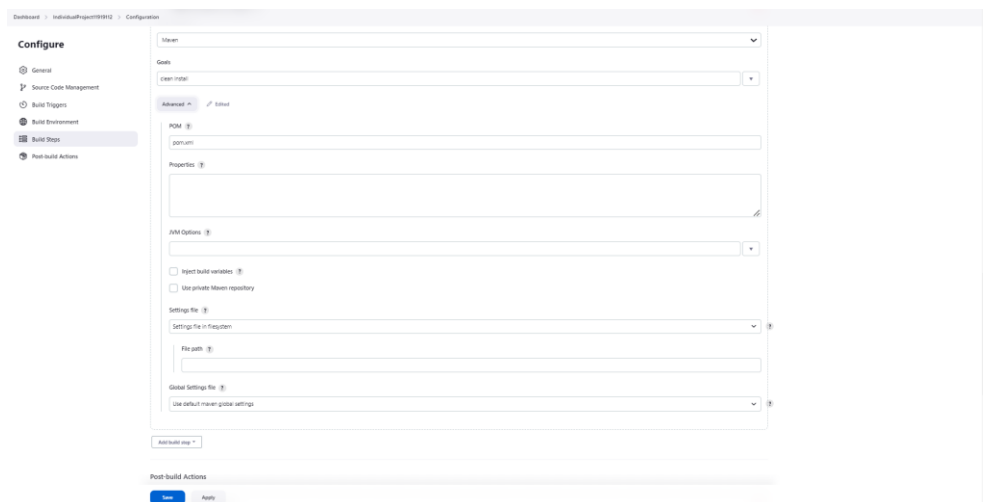 Dashboard > IndividualProject1191112 > Configuration
Configure
General
Source Code Management
Build Triggers
Build Environment
Build Steps
Post-build Actions
Maven
Goals
clean install
Advanced
Edited
POM ?
pom.xml
Properties ?
JVM Options ?
Inject build variables ?
Use private Maven repository
Settings file ?
Settings file in filesystem
?
File path ?
Global Settings file ?
Use default maven global settings
?
Add build step
Post-build Actions
Save Apply